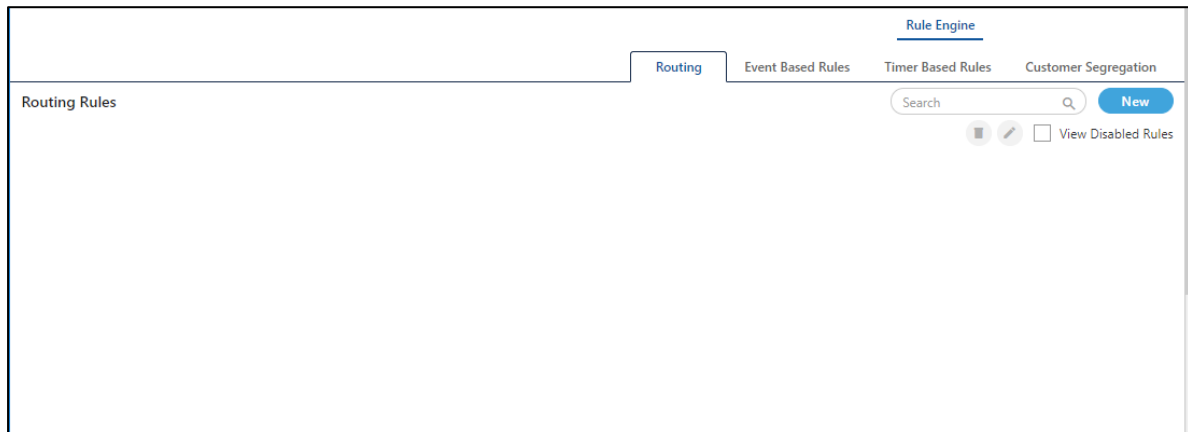 Rule Engine
Routing Event Based Rules Timer Based Rules Customer Segregation
Routing Rules Search New
View Disabled Rules